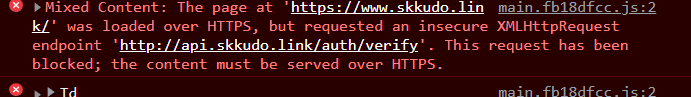 Mixed Content: The page at 'https://www.skkudo.lin main.fb18dfcc.js:2
k/' was loaded over HTTPS, but requested an insecure XMLHttpRequest
endpoint 'http://api.skkudo.link/auth/verify'. This request has been
blocked; the content must be served over HTTPS.
Td main.fb18dfcc.js:2